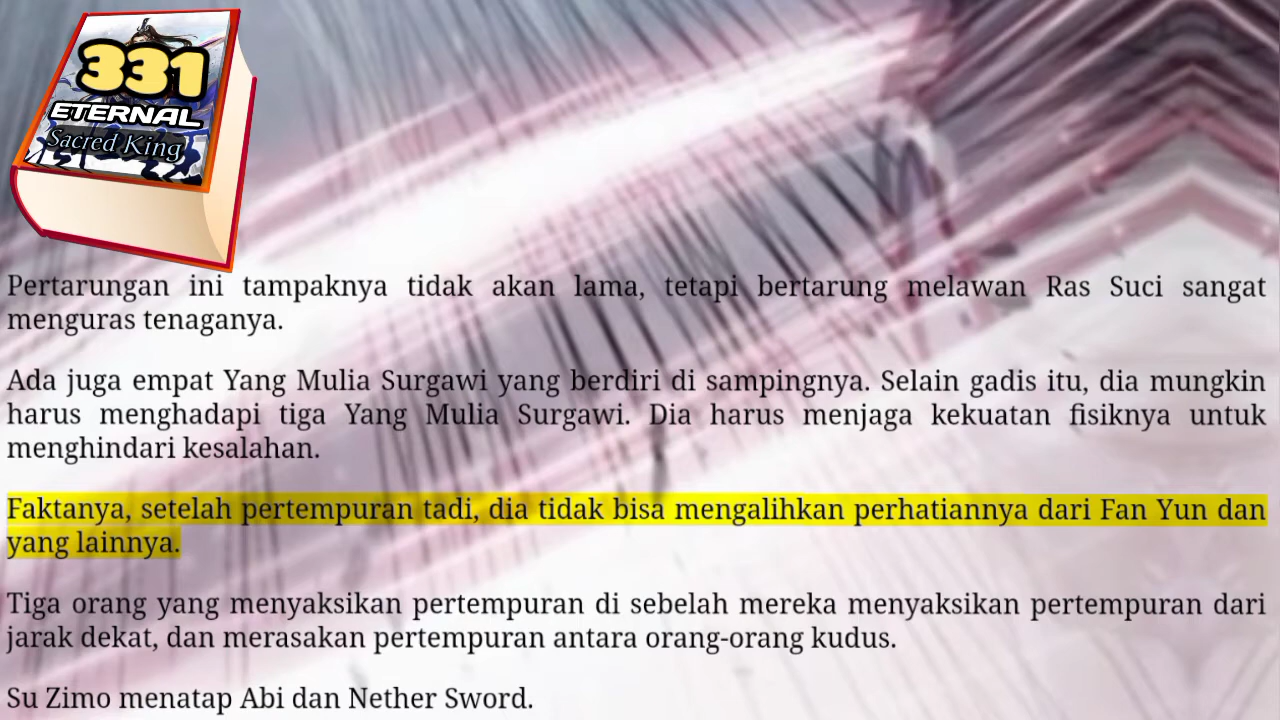 331
ETERNAL
Sacred King
Pertarungan ini tampaknya tidak akan lama, tetapi bertarung melawan Ras Suci sangat
menguras tenaganya.
Ada juga empat Yang Mulia Surgawi yang berdiri di sampingnya. Selain gadis itu, dia mungkin
harus menghadapi tiga Yang Mulia Surgawi. Dia harus menjaga kekuatan fisiknya untuk
menghindari kesalahan.
Faktanya, setelah pertempuran tadi, dia tidak bisa mengalihkan perhatiannya dari Fan Yun dan
yang lainnya.
Tiga orang yang menyaksikan pertempuran di sebelah mereka menyaksikan pertempuran dari
jarak dekat, dan merasakan pertempuran antara orang-orang kudus.
Su Zimo menatap Abi dan Nether Sword.